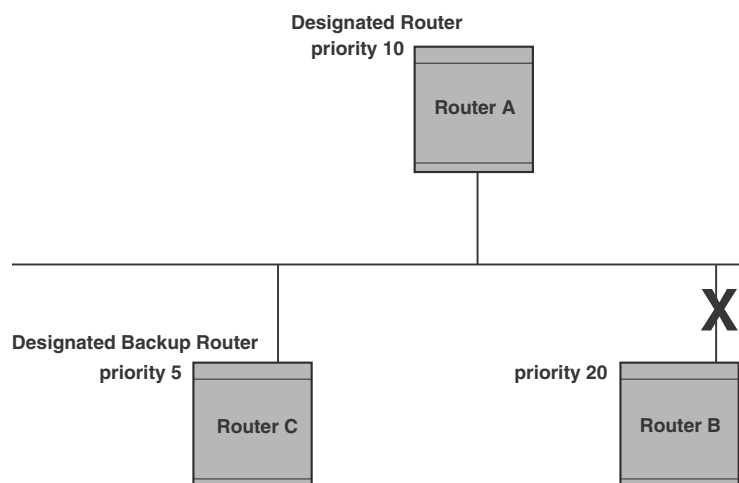 Designated Router
priority 10
Router A
X
Designated Backup Router
priority 5
priority 20
Router C
Router B